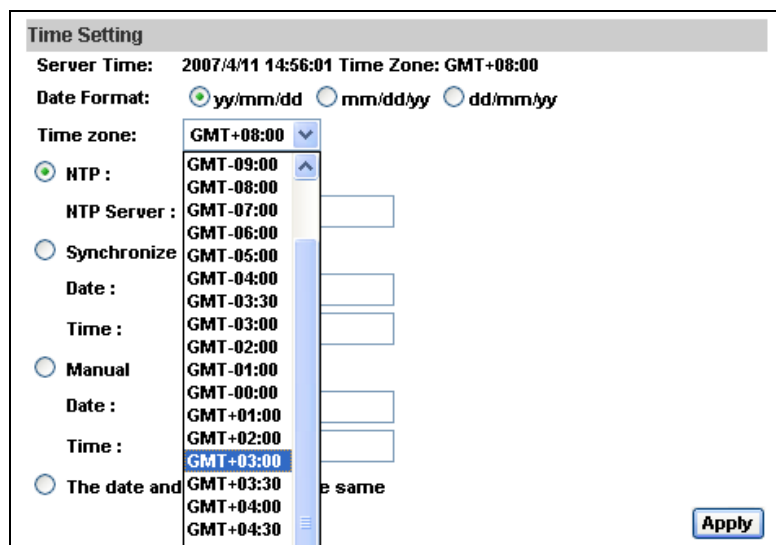 Time Setting
Server Time: 2007/4/11 14:56:01 Time Zone: GMT+08:00
Date Format: yy/mm/dd mm/dd/yy dd/mm/yy
Time zone: GMT+08:00
GMT-09:00
NTP :
GMT-08:00
NTP Server : GMT-07:00
GMT-06:00
Synchronize GMT-05:00
GMT-04:00
Date :
GMT-03:30
Time : GMT-03:00
GMT-02:00
Manual GMT-01:00
GMT-00:00
Date :
GMT+01:00
Time : GMT+02:00
GMT+03:00
The date and GMT+03:30 e same
GMT+04:00
GMT+04:30
Apply